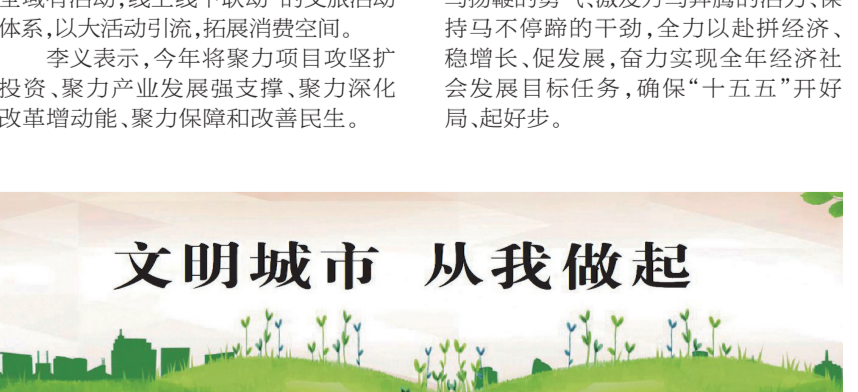 体系,以大活动引流,拓展消费空间。
李义表示,今年将聚力项目攻坚扩
投资、聚力产业发展强支撑、聚力深化
改革增动能、聚力保障和改善民生。
持马不停蹄的干劲,全力以赴拼经济、
稳增长、促发展,奋力实现全年经济社
会发展目标任务,确保“十五五”开好
局、起好步。
文明城市 从我做起